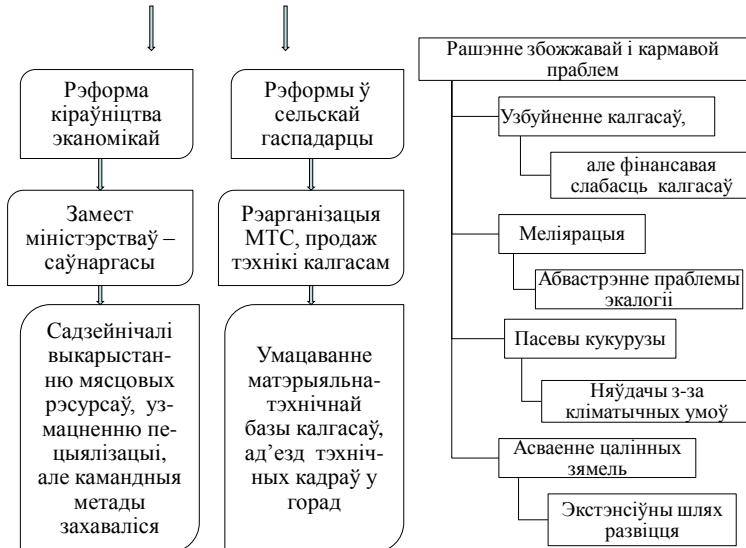 Рэформа
кіраўніцтва
эканомікай
Замест
міністэрстваў –
саўнаргасы
Садзейнічалі
выкарыстан-
ню мясцовых
рэсурсаў, уз-
мацненню пе-
цыялізацыі,
але камандныя
метады
захаваліся
Рэформы ў
сельскай
гаспадарцы
Рэарганізацыя
МТС, продаж
тэхнікі калгасам
Умацаванне
матэрыяльна-
тэхнічнай
базы калгасаў,
ад’езд тэхніч-
ных кадраў у
горад
Рашэнне збожжавай і кармавой
праблем
Узбуйненне калгасаў,
але фінансавая
слабасць калгасаў
Меліярацыя
Абвастрэнне праблемы
экалогіі
Пасевы кукурузы
Няўдачы з-за
кліматычных умоў
Асваенне цалінных
зямель
Экстэнсіўны шлях
развіцця